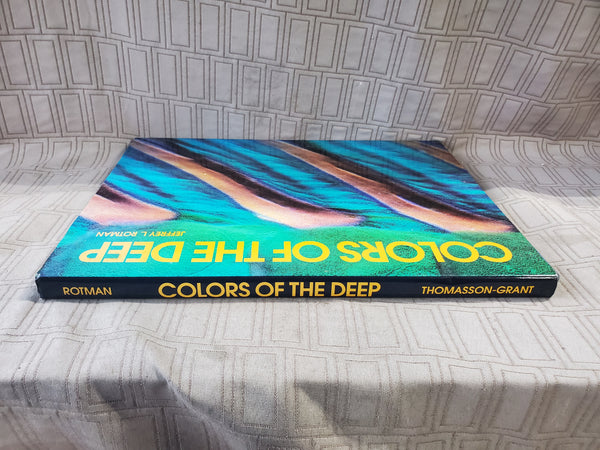 COLORS OF THE DEEP
JEFFREY L. ROTMAN
ROTMAN COLORS OF THE DEEP THOMASSON-GRANT